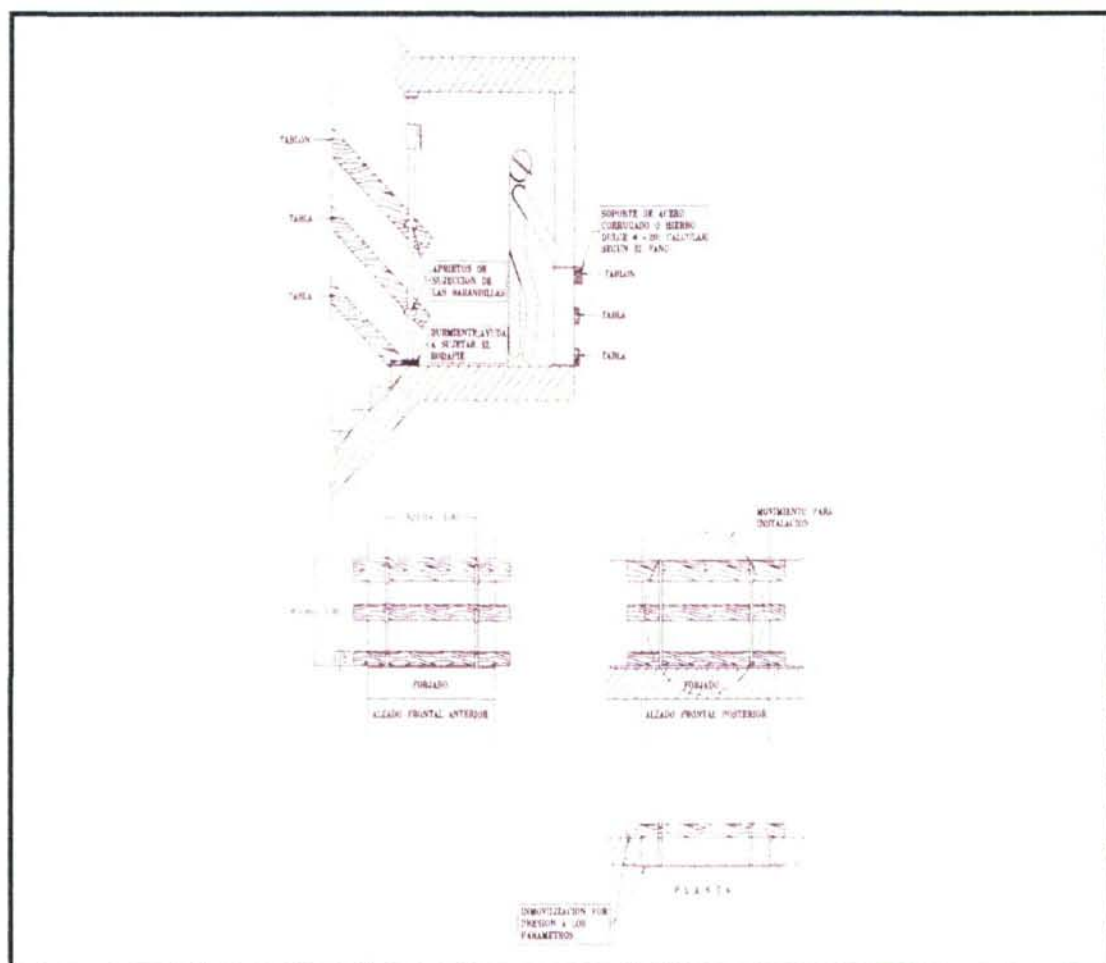 TABLON
TABLA
TABLA
APRIETOS DE
SUJECCION DE
LAS BARANDILLAS
DURMIENTE, AYUDA
A SUJETAR EL
RODAPIE
SOPORTE DE ACERO
CORRUGADO O HIERRO
DULCE
CALCULAR
SEGUN EL VANO
TABLON
TABLA
TABLA
FORJADO
ALZADO FRONTAL ANTERIOR
MOVIMIENTO PARA
INSTALACION
FORJADO
ALZADO FRONTAL POSTERIOR
PLANTA
INMOVILIZACION POR
PRESION A LOS
PARAMETROS